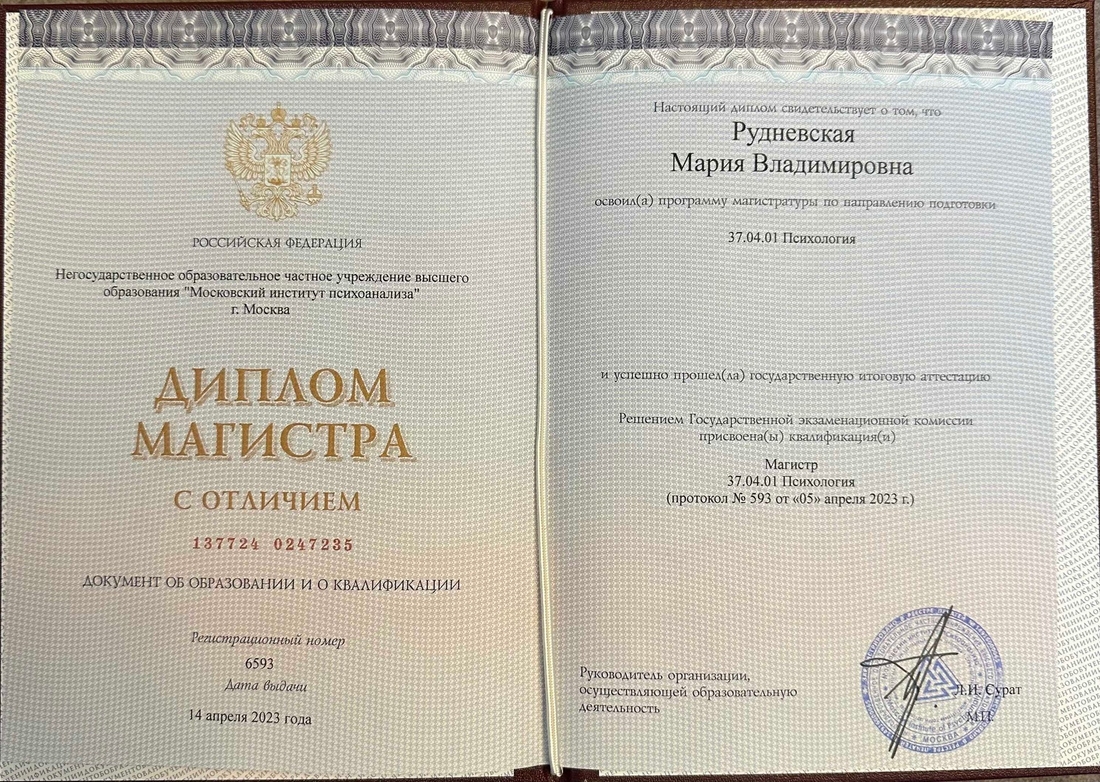 РОССИЙСКАЯ ФЕДЕРАЦИЯ
Негосударственное образовательное частное учреждение высшего
образования "Московский институт психоанализа"
г. Москва
ДИПЛОМ
МАГИСТРА
С ОТЛИЧИЕМ
137724 0247235
ДОКУМЕНТ ОБ ОБРАЗОВАНИИ И О КВАЛИФИКАЦИИ
Регистрационный номер
6593
Дата выдачи
14 апреля 2023 года
Настоящий диплом свидетельствует о том, что
Рудневская
Мария Владимировна
освоил(а) программу магистратуры по направлению подготовки
37.04.01 Психология
и успешно прошел(ла) государственную итоговую аттестацию
Решением Государственной экзаменационной комиссии
присвоена(ы) квалификация(и)
Магистр
37.04.01 Психология
(протокол № 593 от «05» апреля 2023 г.)
Руководитель организации,
осуществляющей образовательную
деятельность
Л.И. Сурат
М.П.
МОСКВА